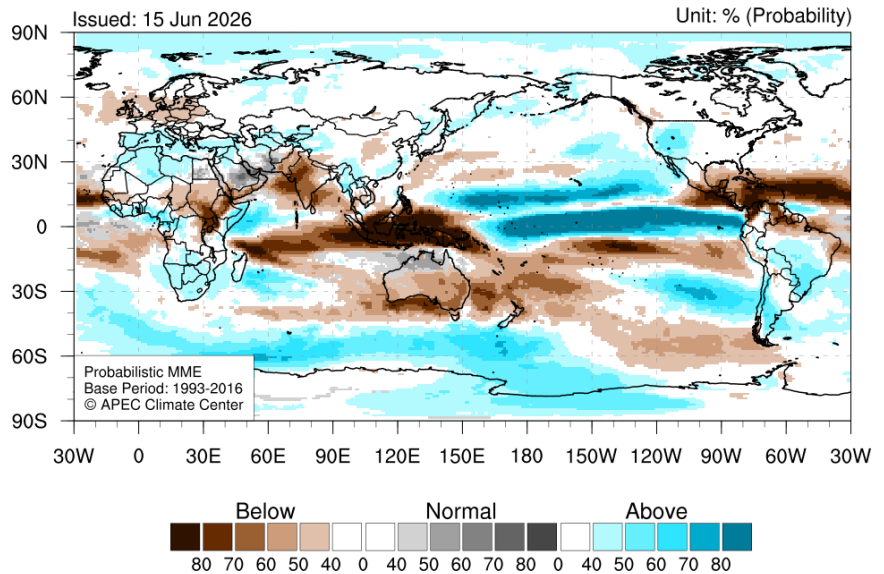 Issued: 15 Jun 2026
Unit: % (Probability)
90N
60N
30N
0
30S
60S
90S
Probabilistic MME
Base Period: 1993-2016
© APEC Climate Center
30W 0 30E 60E 90E 120E 150E 180 150W 120W 90W 60W 30W
Below Normal Above
80 70 60 50 40 0 40 50 60 70 80 0 40 50 60 70 80